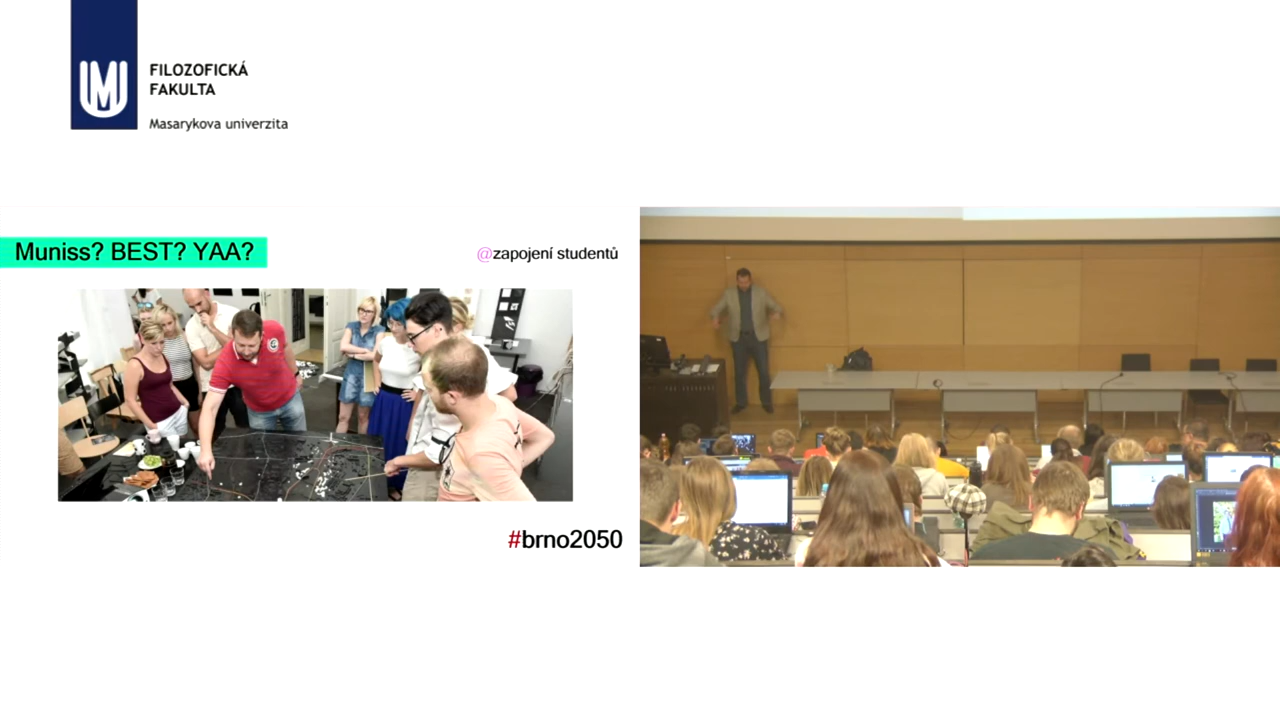 FILOZOFICKÁ
FAKULTA
Masarykova univerzita
Muniss? BEST? YAA?
@zapojení studentů
#brno2050